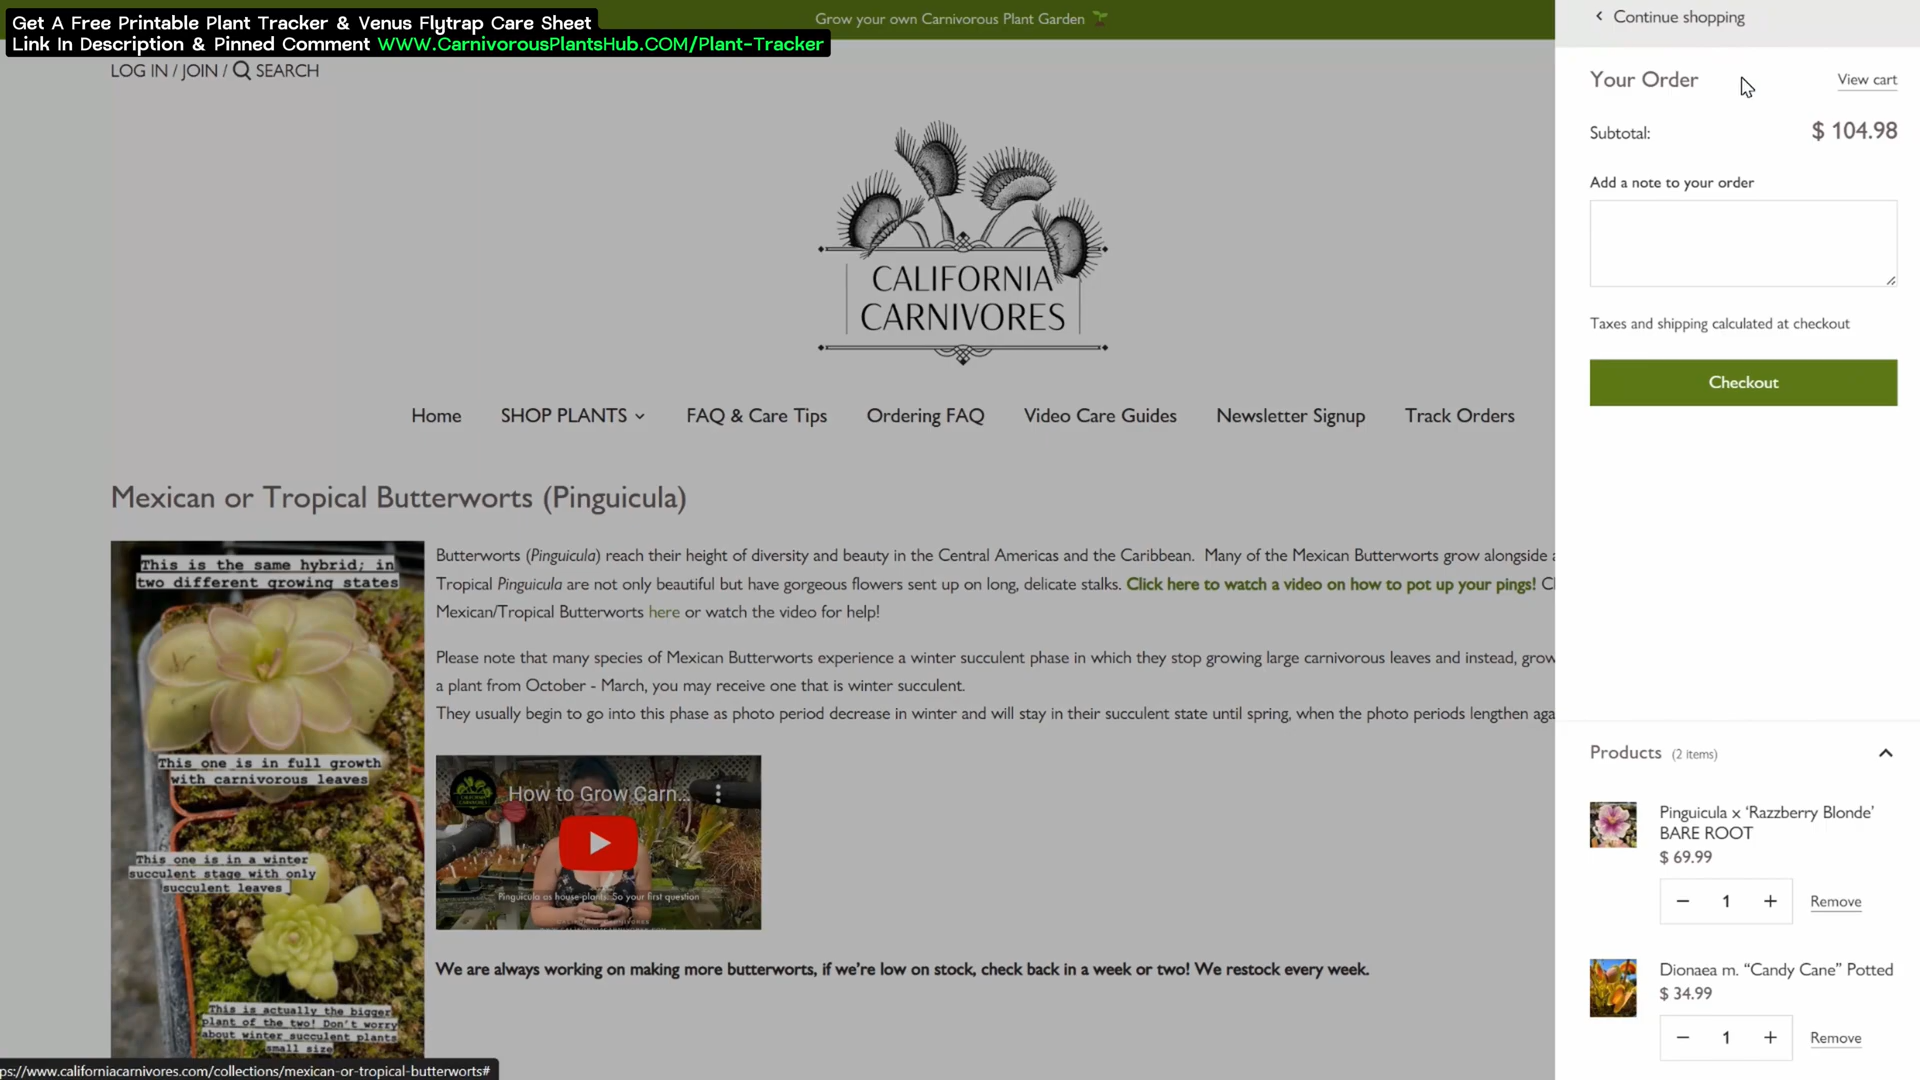 Get A Free Printable Plant Tracker & Venus Flytrap Care Sheet
Link In Description & Pinned Comment WWW.CarnivorousPlantsHub.COM/Plant-Tracker
Grow your own Carnivorous Plant Garden
LOG IN / JOIN / SEARCH
CALIFORNIA
CARNIVORES
Home SHOP PLANTS FAQ & Care Tips Ordering FAQ Video Care Guides Newsletter Signup Track Orders
Mexican or Tropical Butterworts (Pinguicula)
This is the same hybrid; in
two different growing states
This one is in full growth
with carnivorous leaves
This one is in a winter
succulent stage with only
succulent leaves
This is actually the bigger
plant of the two! Don't worry
about winter succulent plants
small size
Butterworts (Pinguicula) reach their height of diversity and beauty in the Central Americas and the Caribbean. Many of the Mexican Butterworts grow alongside
Tropical Pinguicula are not only beautiful but have gorgeous flowers sent up on long, delicate stalks. Click here to watch a video on how to pot up your pings!
Mexican/Tropical Butterworts here or watch the video for help!
Please note that many species of Mexican Butterworts experience a winter succulent phase in which they stop growing large carnivorous leaves and instead, grow
a plant from October - March, you may receive one that is winter succulent.
They usually begin to go into this phase as photo period decrease in winter and will stay in their succulent state until spring, when the photo periods lengthen aga
How to Grow Carn...
Pinguicula as house plants. So your first question
We are always working on making more butterworts, if we're low on stock, check back in a week or two! We restock every week.
ps://www.californiacarnivores.com/collections/mexican-or-tropical-butterworts#
Continue shopping
Your Order View cart
Subtotal: $ 104.98
Add a note to your order
Taxes and shipping calculated at checkout
Checkout
Products (2 items)
Pinguicula x ‘Razzberry Blonde’
BARE ROOT
$ 69.99
− 1 + Remove
Dionaea m. “Candy Cane” Potted
$ 34.99
− 1 + Remove